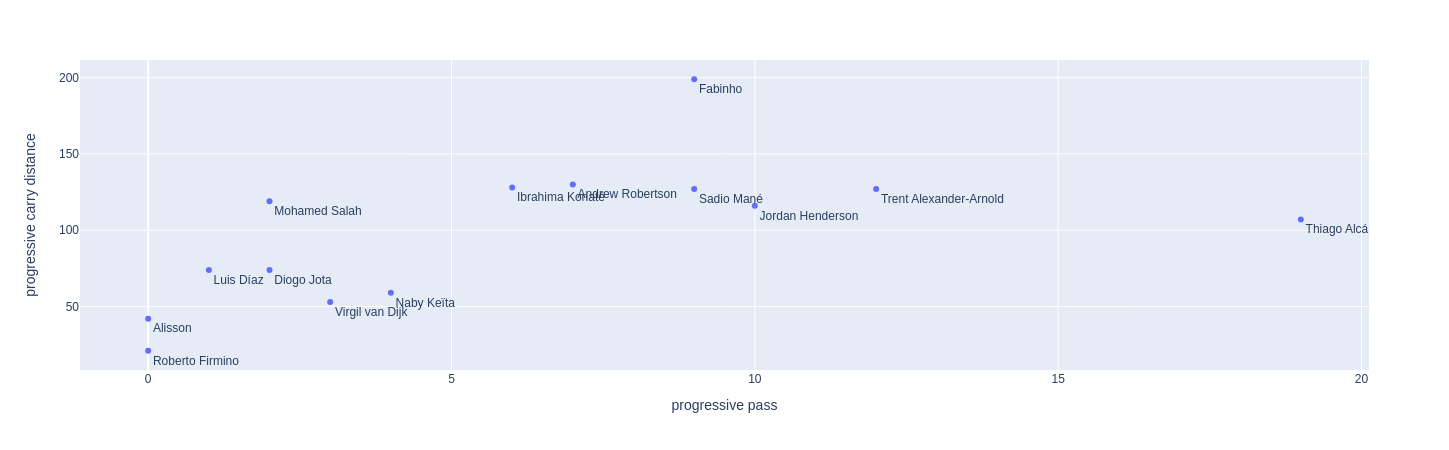 200
Fabinho
150
progressive carry distance
Ibrahima Konaté
Andrew Robertson
Sadio Mané
Trent Alexander-Arnold
Mohamed Salah
Jordan Henderson
100
Thiago Alcá
Luis Díaz
Diogo Jota
50
Naby Keïta
Virgil van Dijk
Alisson
Roberto Firmino
0
5
10
15
20
progressive pass